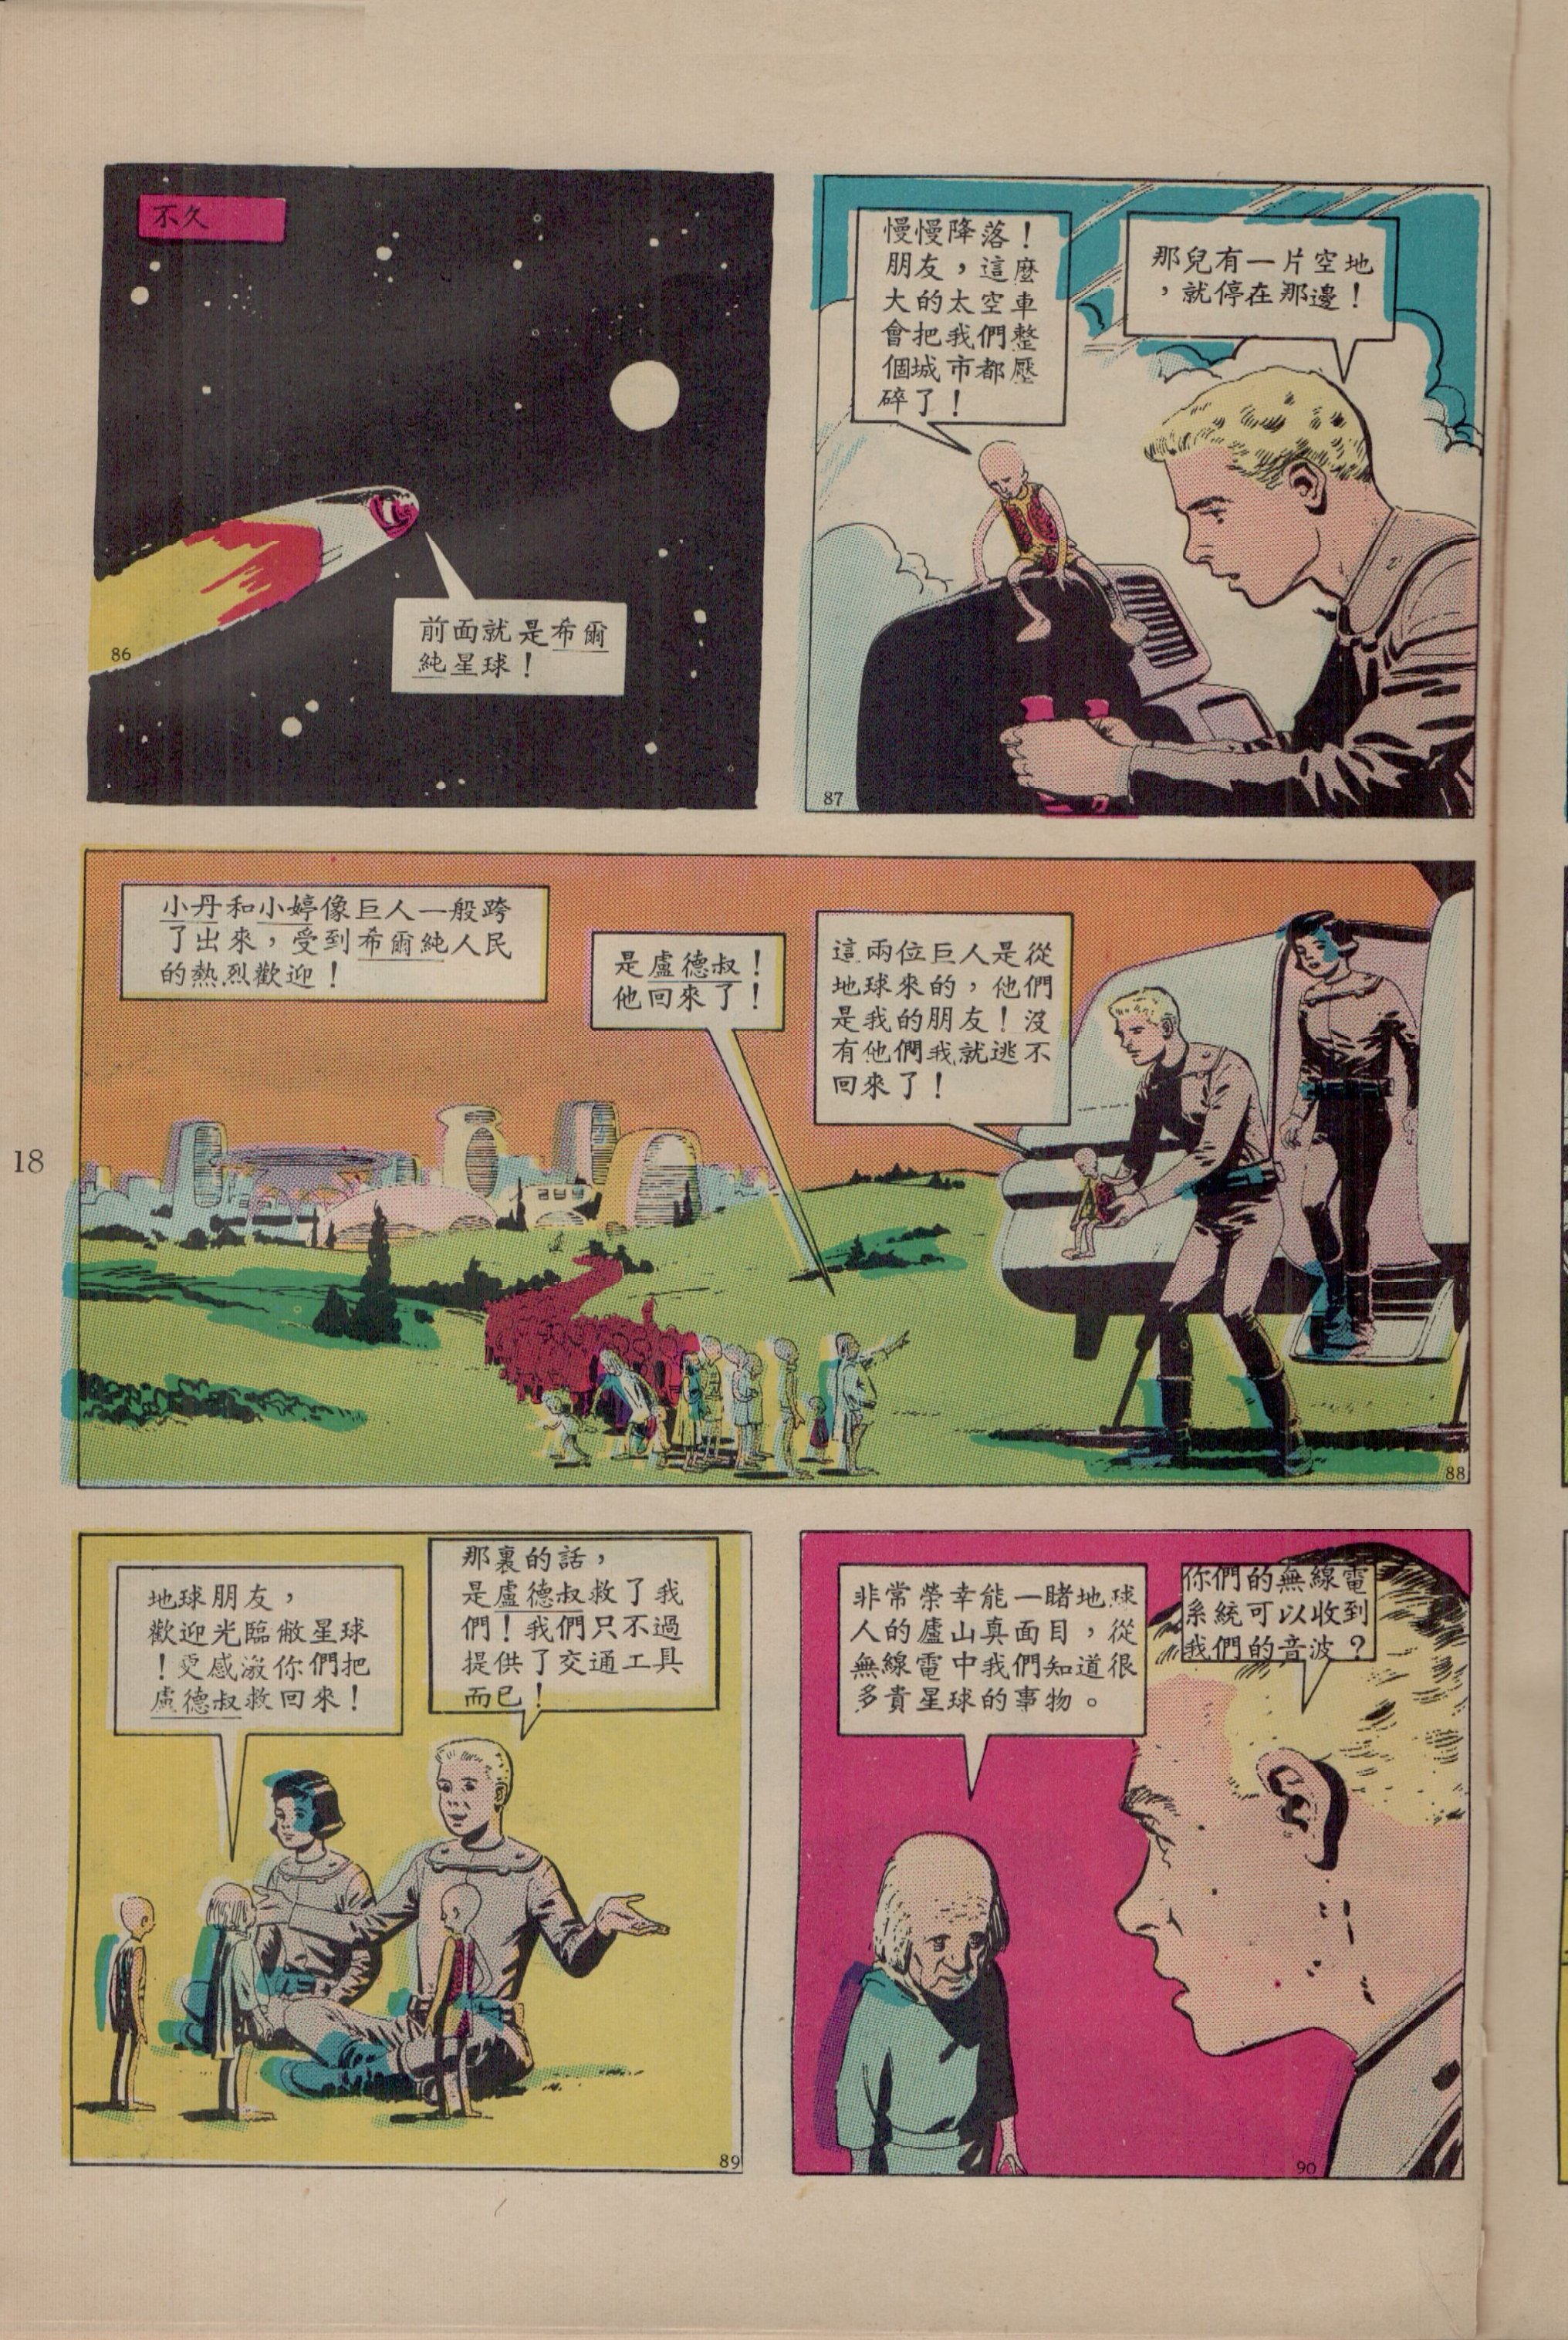 不久
前面就是希爾
純星球！
86
慢慢降落！
朋友，這麼
大的太空車
會把我們整
個城市都壓
碎了！
那兒有一片空地
，就停在那邊！
87
小丹和小婷像巨人一般跨
了出來，受到希爾純人民
的熱烈歡迎！
是盧德叔！
他回來了！
這兩位巨人是從
地球來的，他們
是我的朋友！沒
有他們我就逃不
回來了！
88
18
地球朋友，
歡迎光臨敝星球
！更感激你們把
盧德叔救回來！
那裏的話，
是盧德叔救了我
們！我們只不過
提供了交通工具
而已！
89
非常榮幸能一睹地球
人的廬山真面目，從
無線電中我們知道很
多貴星球的事物。
你們的無線電
系統可以收到
我們的音波？
90